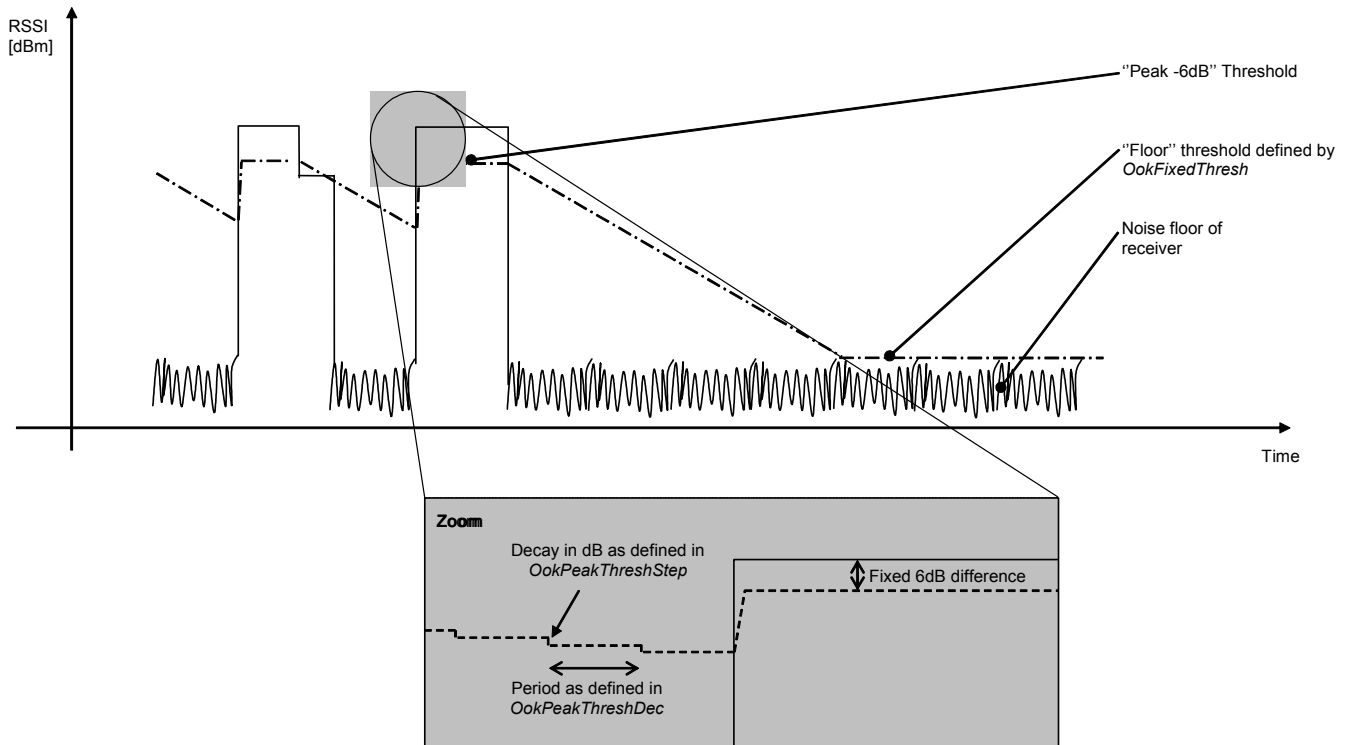 RSSI
[dBm]
‘’Peak -6dB’’ Threshold
‘’Floor’’ threshold defined by
OokFixedThresh
Noise floor of
receiver
Time
Zoom
Decay in dB as defined in
OokPeakThreshStep
Fixed 6dB difference
Period as defined in
OokPeakThreshDec